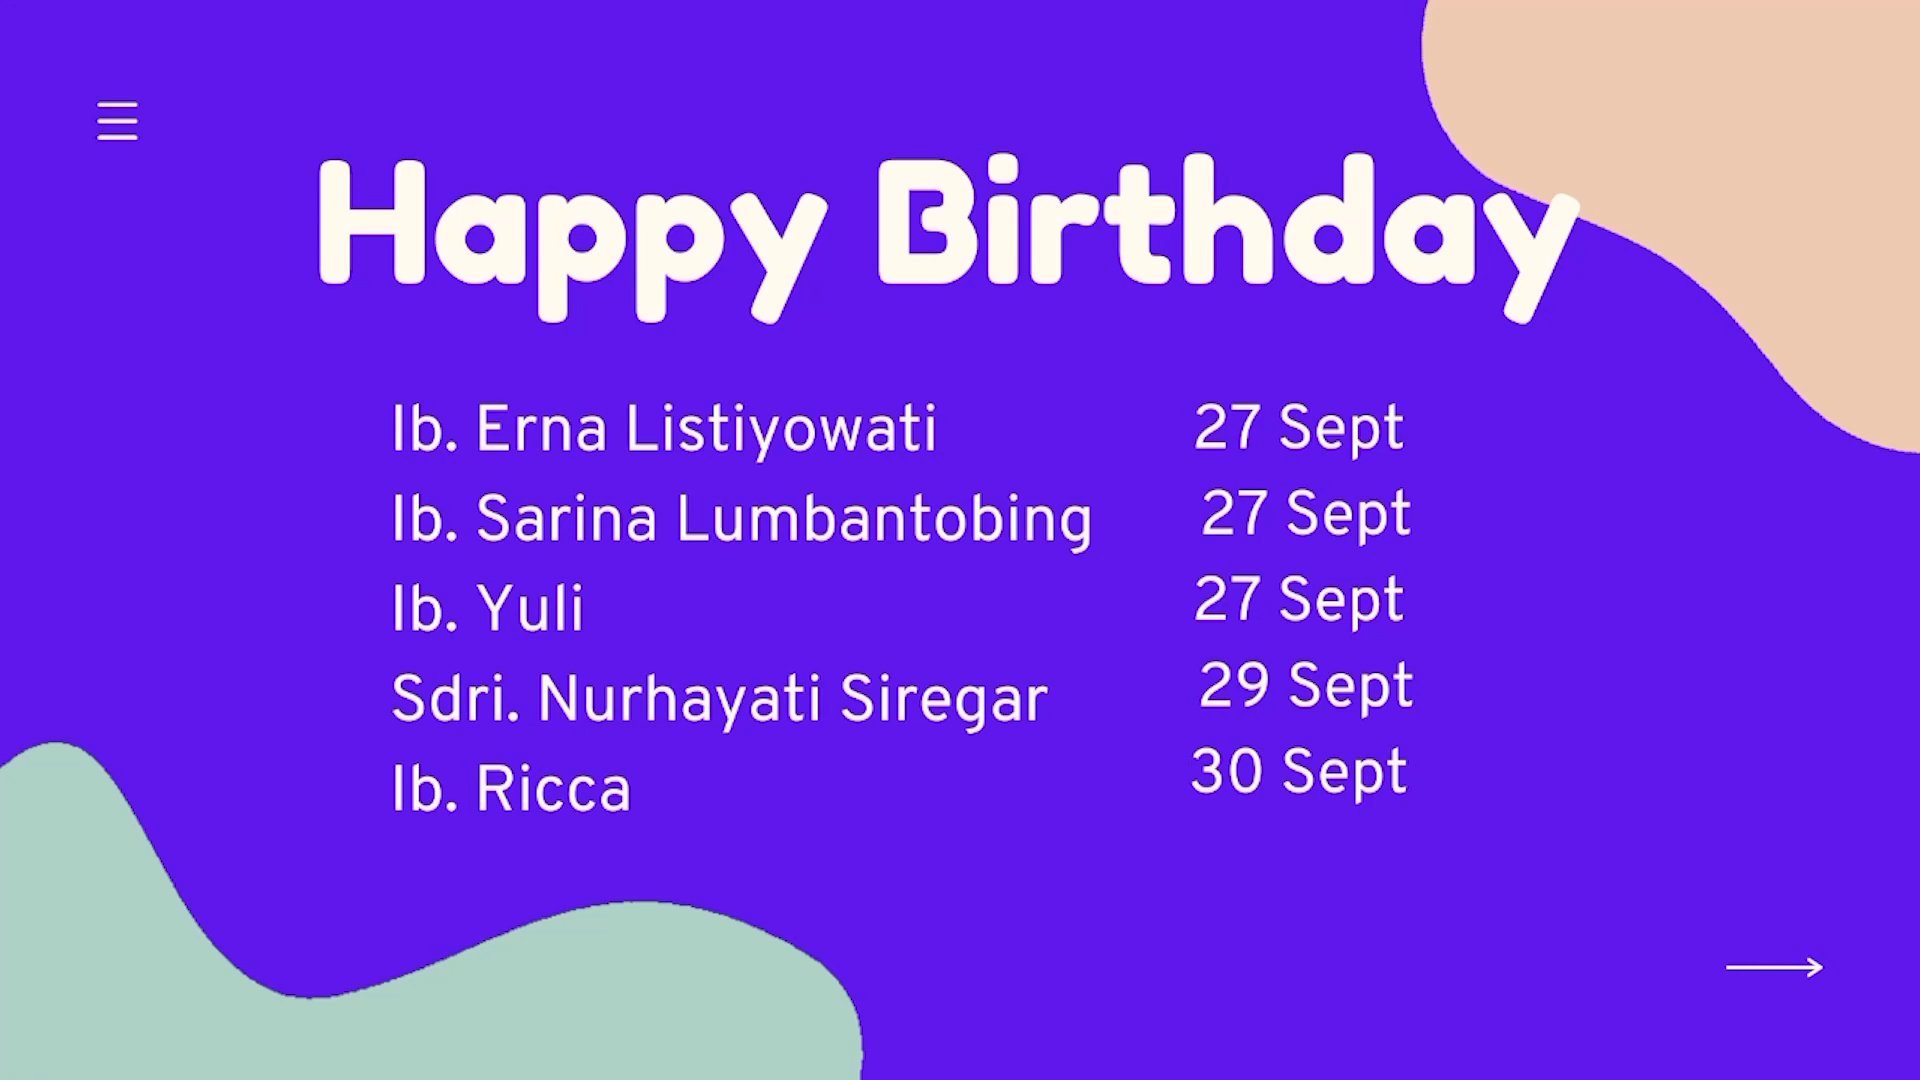 Happy Birthday
Ib. Erna Listiyowati 27 Sept
Ib. Sarina Lumbantobing 27 Sept
Ib. Yuli 27 Sept
Sdri. Nurhayati Siregar 29 Sept
Ib. Ricca 30 Sept